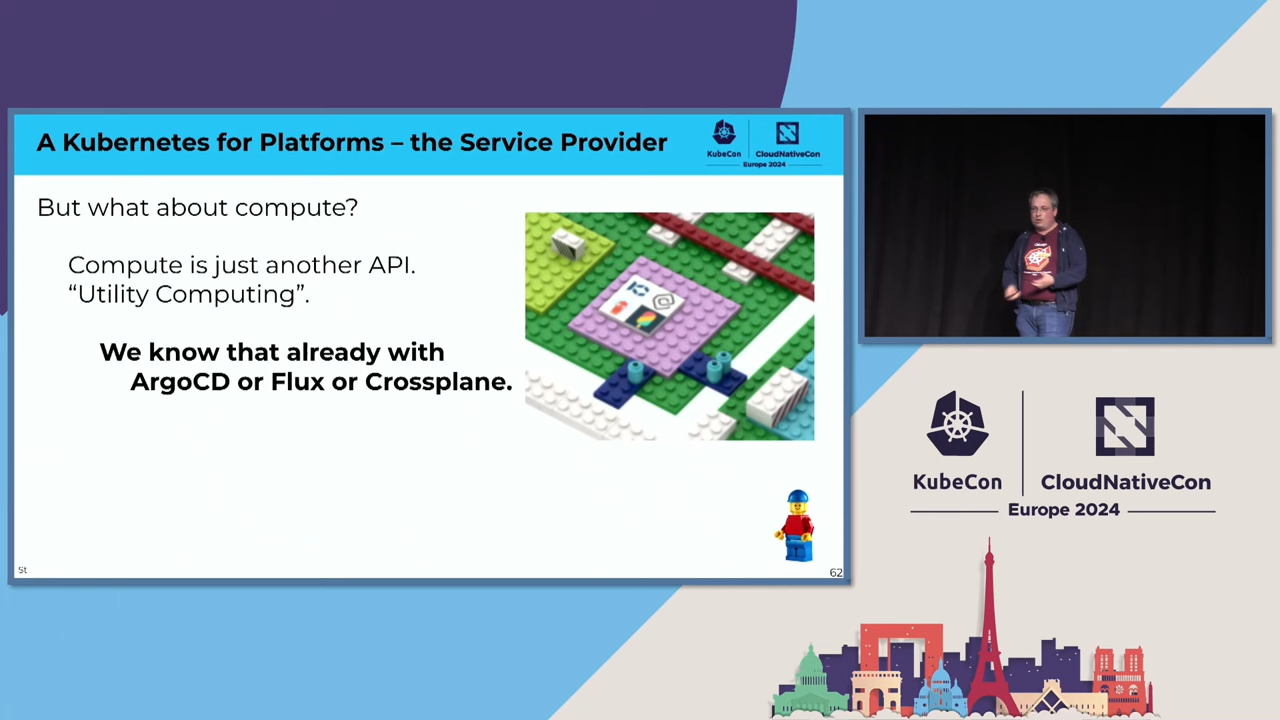 A Kubernetes for Platforms – the Service Provider
KubeCon
CloudNativeCon
Europe 2024
But what about compute?
Compute is just another API.
“Utility Computing”.
We know that already with
ArgoCD or Flux or Crossplane.
St
62
KubeCon
CloudNativeCon
Europe 2024